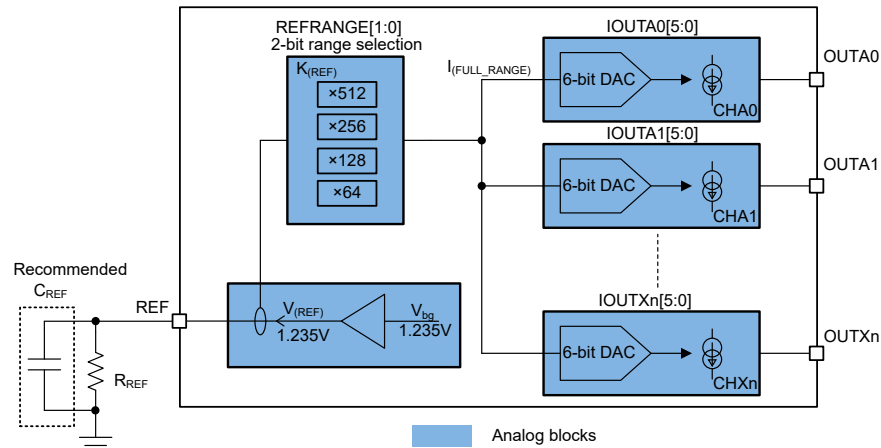 REFRANGE[1:0]
2-bit range selection
K(REF)
×512
×256
×128
×64
I(FULL_RANGE)
IOUTA0[5:0]
6-bit DAC
CHA0
OUTA0
IOUTA1[5:0]
6-bit DAC
CHA1
OUTA1
IOUTXn[5:0]
6-bit DAC
CHXn
OUTXn
Recommended
CREF
REF
RREF
V(REF)
1.235V
Vbg
1.235V
Analog blocks